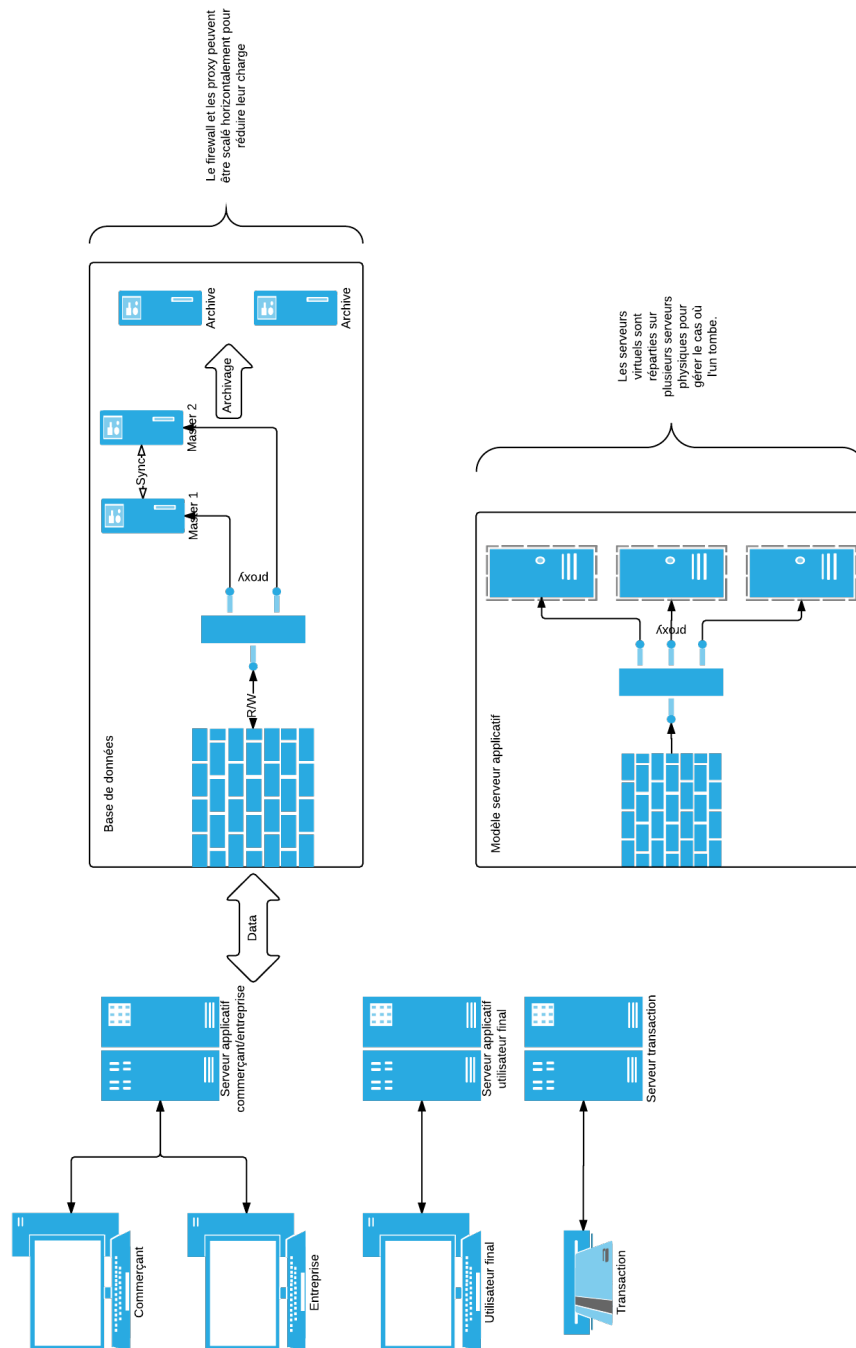 Le firewall et les proxy peuvent
être scalé horizontalement pour
réduire leur charge
Base de données
R/W
proxy
Master 1
Sync
Master 2
Archivage
Archive
Archive
Data
Serveur applicatif
commerçant/entreprise
Commerçant
Entreprise
Serveur applicatif
utilisateur final
Utilisateur final
Serveur transaction
Transaction
Modèle serveur applicatif
proxy
Les serveurs
virtuels sont
réparties sur
plusieurs serveurs
physiques pour
gérer le cas où
l'un tombe.